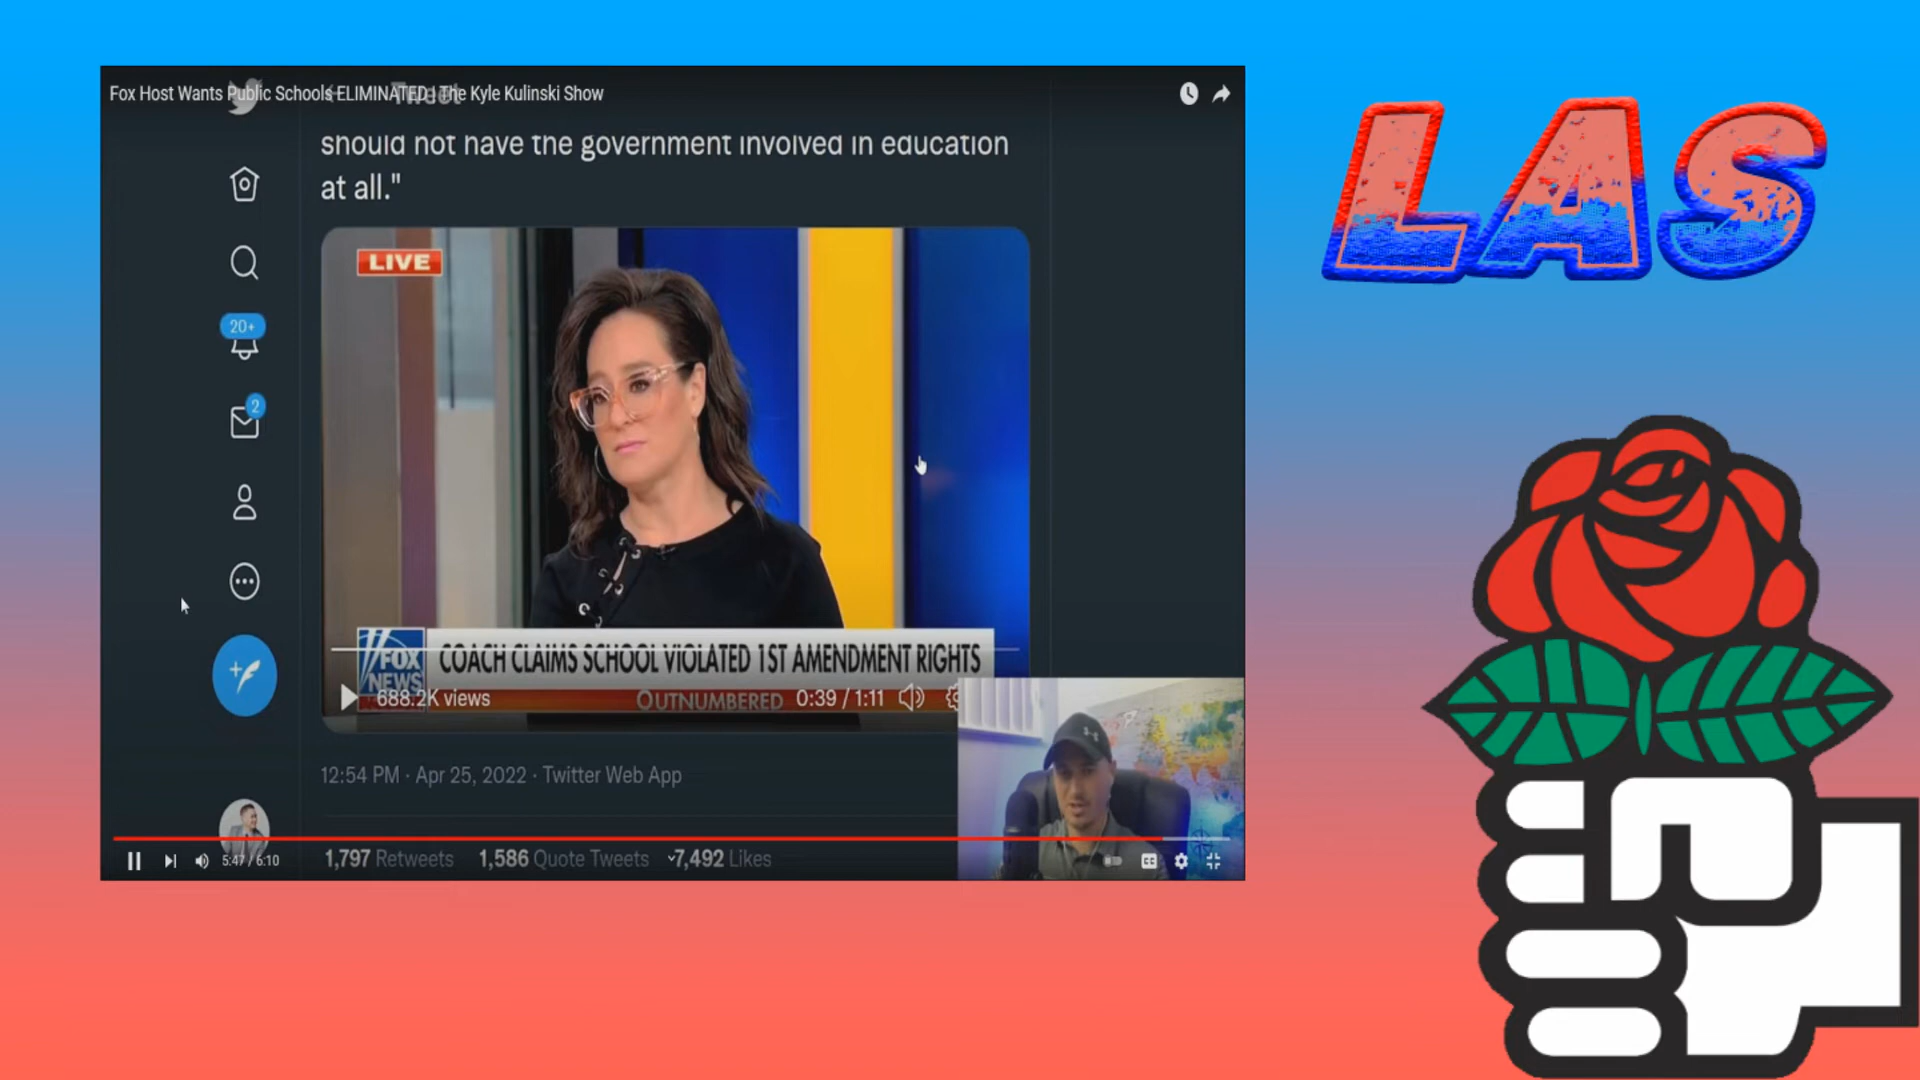 Fox Host Wants Public Schools ELIMINATED | The Kyle Kulinski Show
Tweet
should not have the government involved in education
at all."
LIVE
20+
2
FOX
NEWS
COACH CLAIMS SCHOOL VIOLATED 1ST AMENDMENT RIGHTS
688.2K views
OUTNUMBERED
0:39 / 1:11
12:54 PM · Apr 25, 2022 · Twitter Web App
1,797 Retweets 1,586 Quote Tweets 7,492 Likes
5:47 / 6:10
CC
LAS